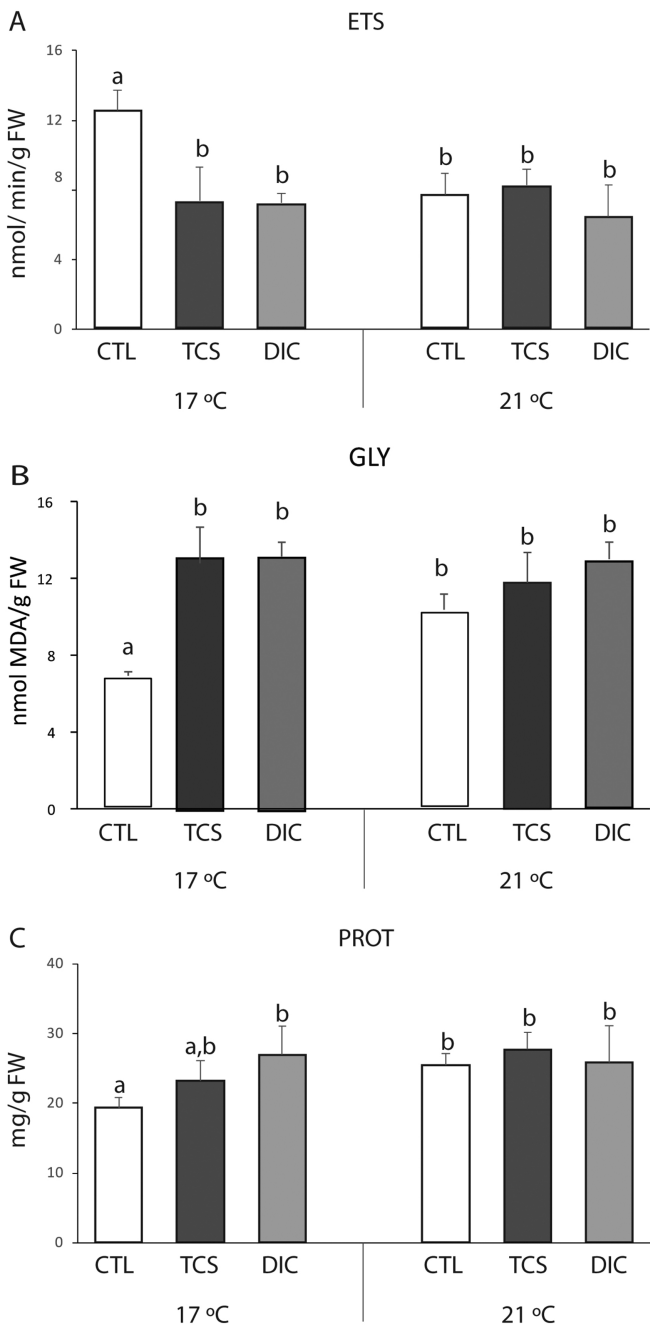 A
ETS
16
12
8
4
0
nmol/ min/g FW
a
b
b
b
b
b
CTL TCS DIC CTL TCS DIC
17 ºC 21 ºC
B
GLY
16
12
8
4
0
nmol MDA/g FW
a
b
b
b
b
b
CTL TCS DIC CTL TCS DIC
17 ºC 21 ºC
C
PROT
40
30
20
10
0
mg/g FW
a
a,b
b
b
b
b
CTL TCS DIC CTL TCS DIC
17 ºC 21 ºC